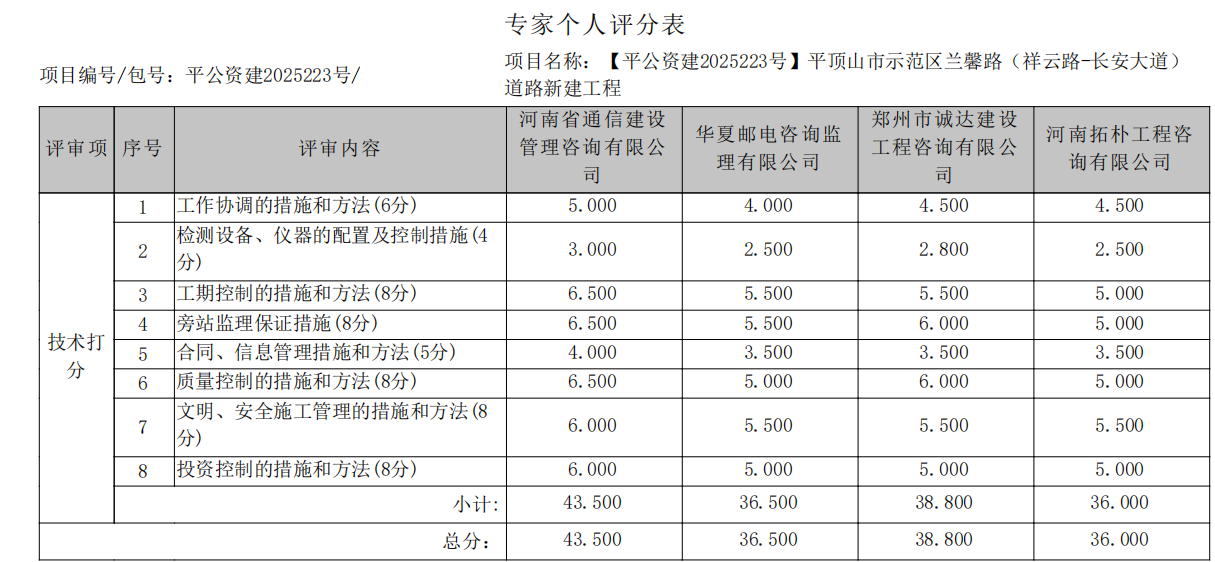 专家个人评分表
项目编号/包号：平公资建2025223号/
项目名称：【平公资建2025223号】平顶山市示范区兰馨路（祥云路-长安大道）
道路新建工程
评审项 序号 评审内容 河南省通信建设管理咨询有限公司 华夏邮电咨询监理有限公司 郑州市诚达建设工程咨询有限公司 河南拓朴工程咨询有限公司
技术打分
1 工作协调的措施和方法(6分) 5.000 4.000 4.500 4.500
2 检测设备、仪器的配置及控制措施(4分) 3.000 2.500 2.800 2.500
3 工期控制的措施和方法(8分) 6.500 5.500 5.500 5.000
4 旁站监理保证措施(8分) 6.500 5.500 6.000 5.000
5 合同、信息管理措施和方法(5分) 4.000 3.500 3.500 3.500
6 质量控制的措施和方法(8分) 6.500 5.000 6.000 5.000
7 文明、安全施工管理的措施和方法(8分) 6.000 5.500 5.500 5.500
8 投资控制的措施和方法(8分) 6.000 5.000 5.000 5.000
小计: 43.500 36.500 38.800 36.000
总分： 43.500 36.500 38.800 36.000